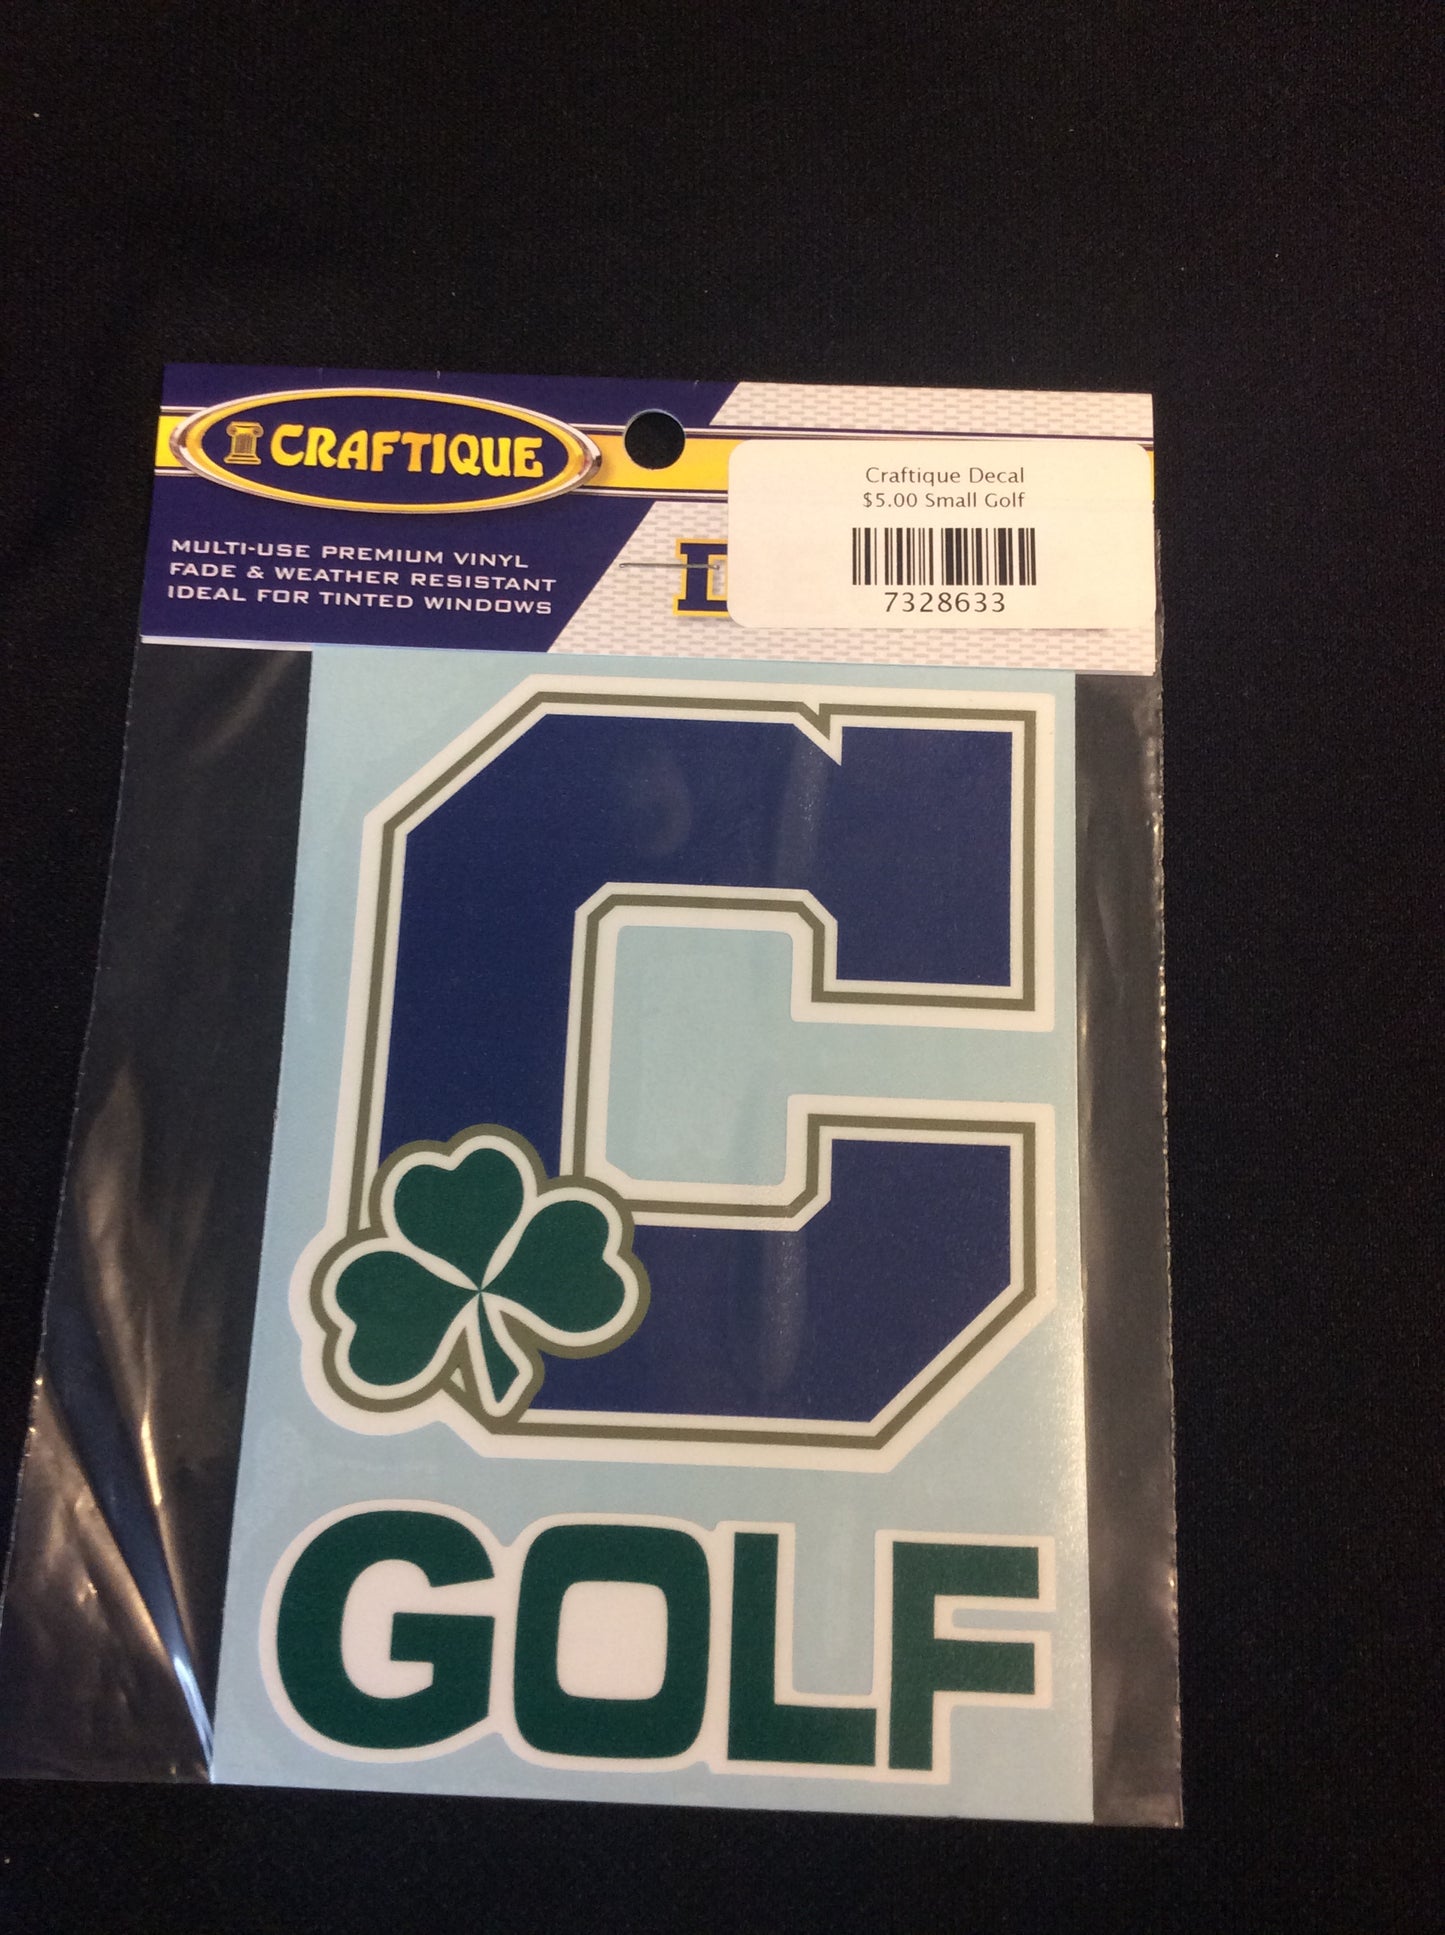 CRAFTIQUE
MULTI-USE PREMIUM VINYL
FADE & WEATHER RESISTANT
IDEAL FOR TINTED WINDOWS
Craftique Decal
$5.00 Small Golf
7328633
C
GOLF